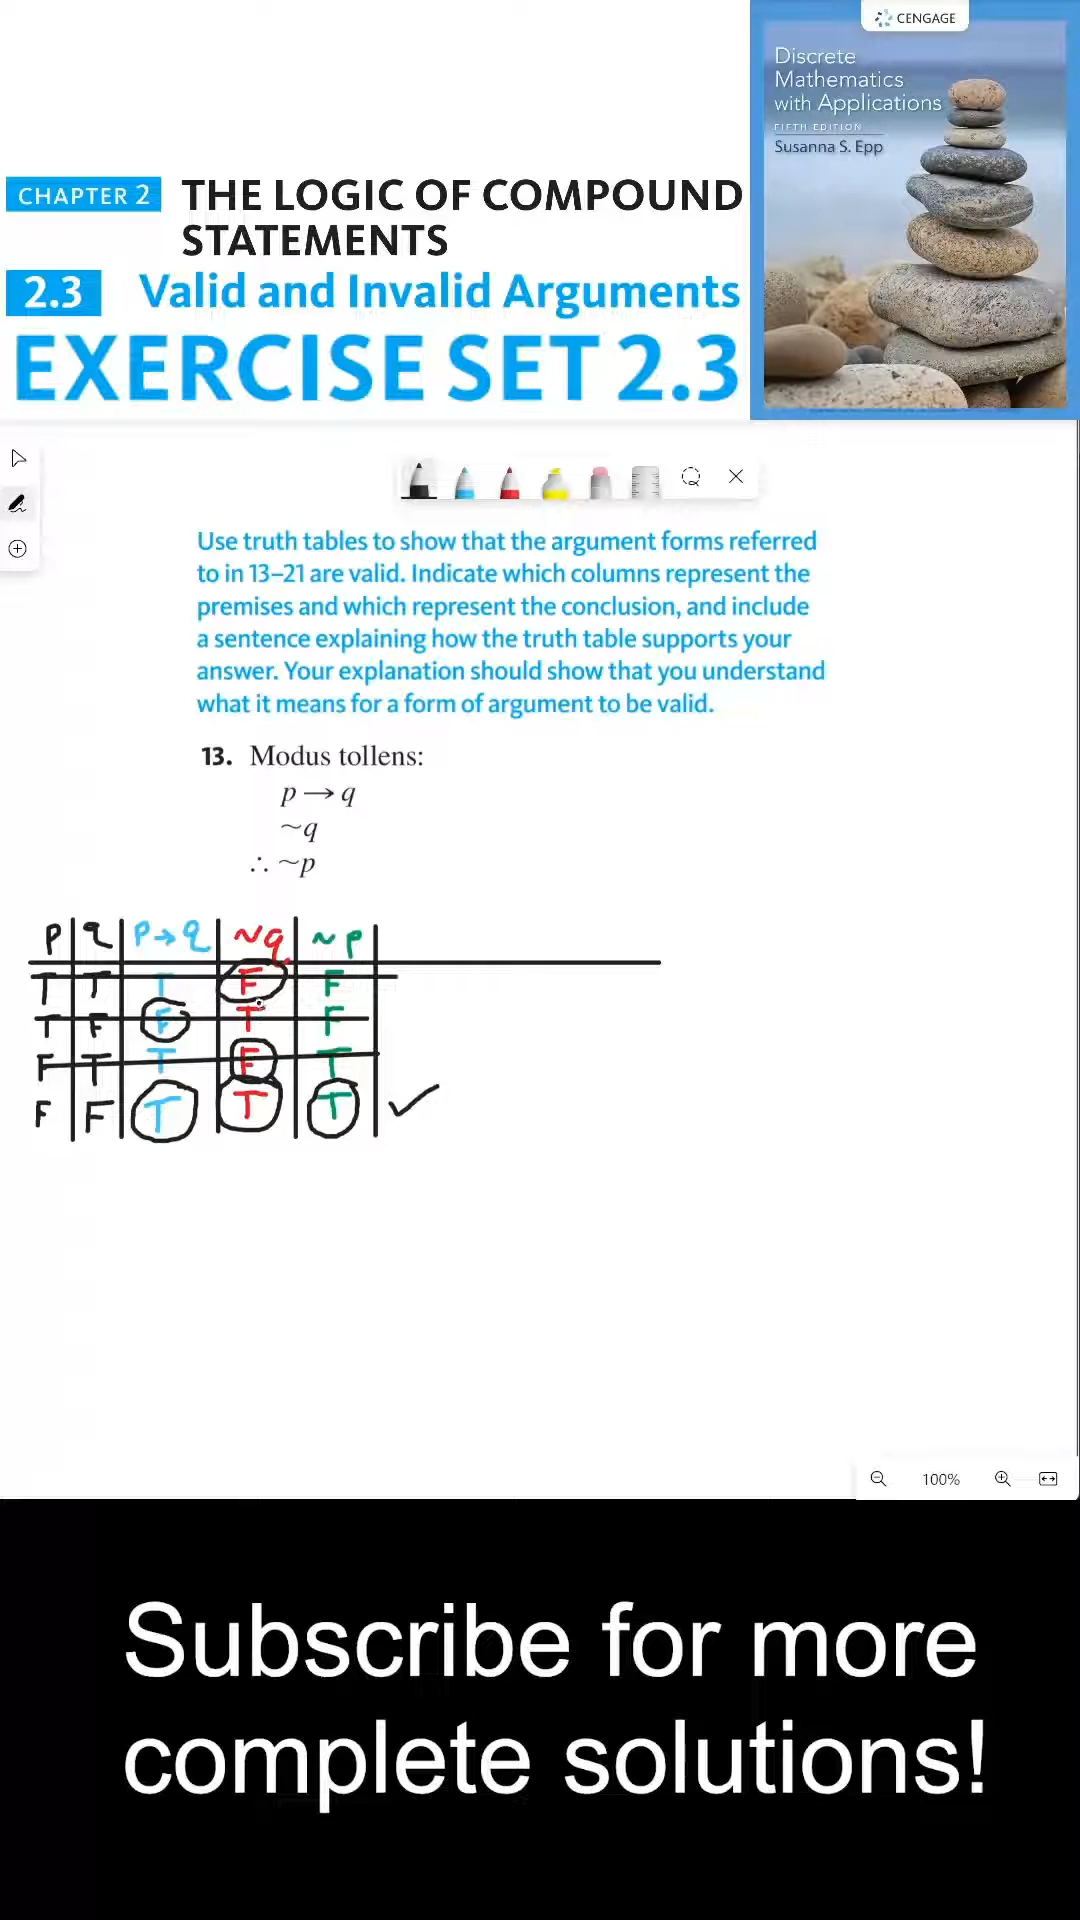 CENGAGE
Discrete
Mathematics
with Applications
FIFTH EDITION
Susanna S. Epp
CHAPTER 2 THE LOGIC OF COMPOUND
STATEMENTS
2.3 Valid and Invalid Arguments
EXERCISE SET 2.3
Use truth tables to show that the argument forms referred
to in 13–21 are valid. Indicate which columns represent the
premises and which represent the conclusion, and include
a sentence explaining how the truth table supports your
answer. Your explanation should show that you understand
what it means for a form of argument to be valid.
13. Modus tollens:
p → q
~q
∴ ~p
p q p → q ~q ~p
T T T F F
T F F T F
F T T F T
F F T T T ✓
100%
Subscribe for more
complete solutions!